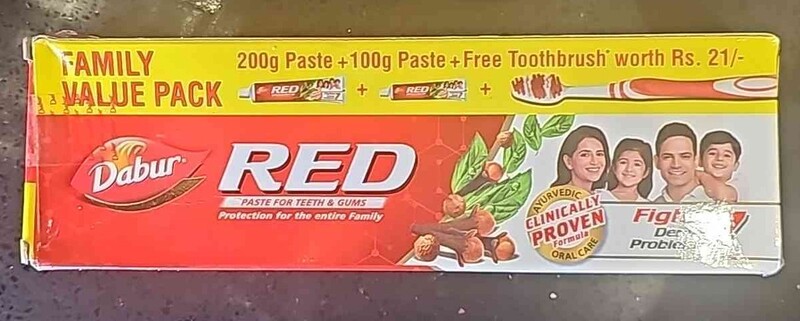 FAMILY
VALUE PACK
200g Paste + 100g Paste + Free Toothbrush* worth Rs. 21/-
RED + RED +
Dabur
RED
PASTE FOR TEETH & GUMS
Protection for the entire Family
AYURVEDIC
CLINICALLY
PROVEN
Formula
ORAL CARE